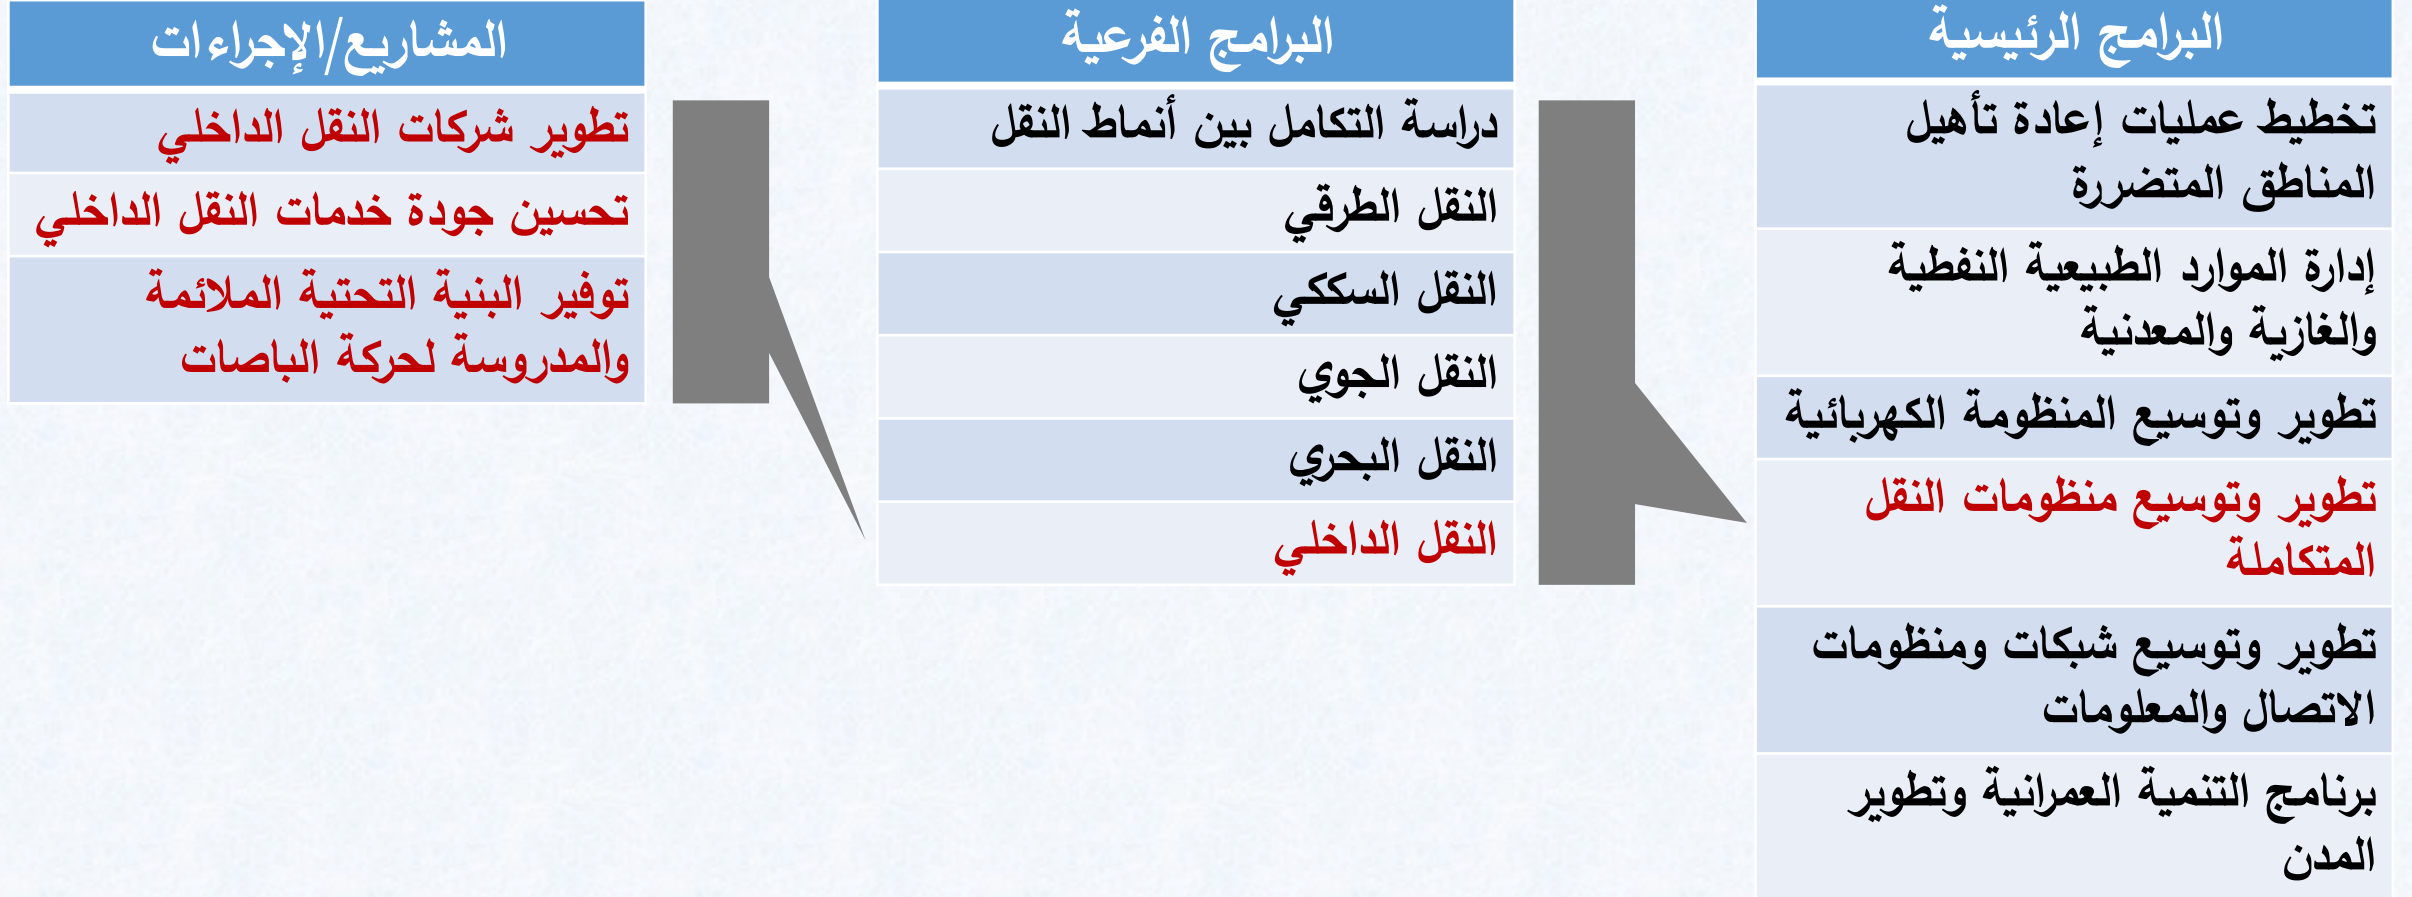 البرامج الرئيسية
تخطيط عمليات إعادة تأهيل
المناطق المتضررة
إدارة الموارد الطبيعية النفطية
والغازية والمعدنية
تطوير وتوسيع المنظومة الكهربائية
تطوير وتوسيع منظومات النقل
المتكاملة
تطوير وتوسيع شبكات ومنظومات
الاتصال والمعلومات
برنامج التنمية العمرانية وتطوير
المدن
البرامج الفرعية
دراسة التكامل بين أنماط النقل
النقل الطرقي
النقل السككي
النقل الجوي
النقل البحري
النقل الداخلي
المشاريع/الإجراءات
تطوير شركات النقل الداخلي
تحسين جودة خدمات النقل الداخلي
توفير البنية التحتية الملائمة
والمدروسة لحركة الباصات